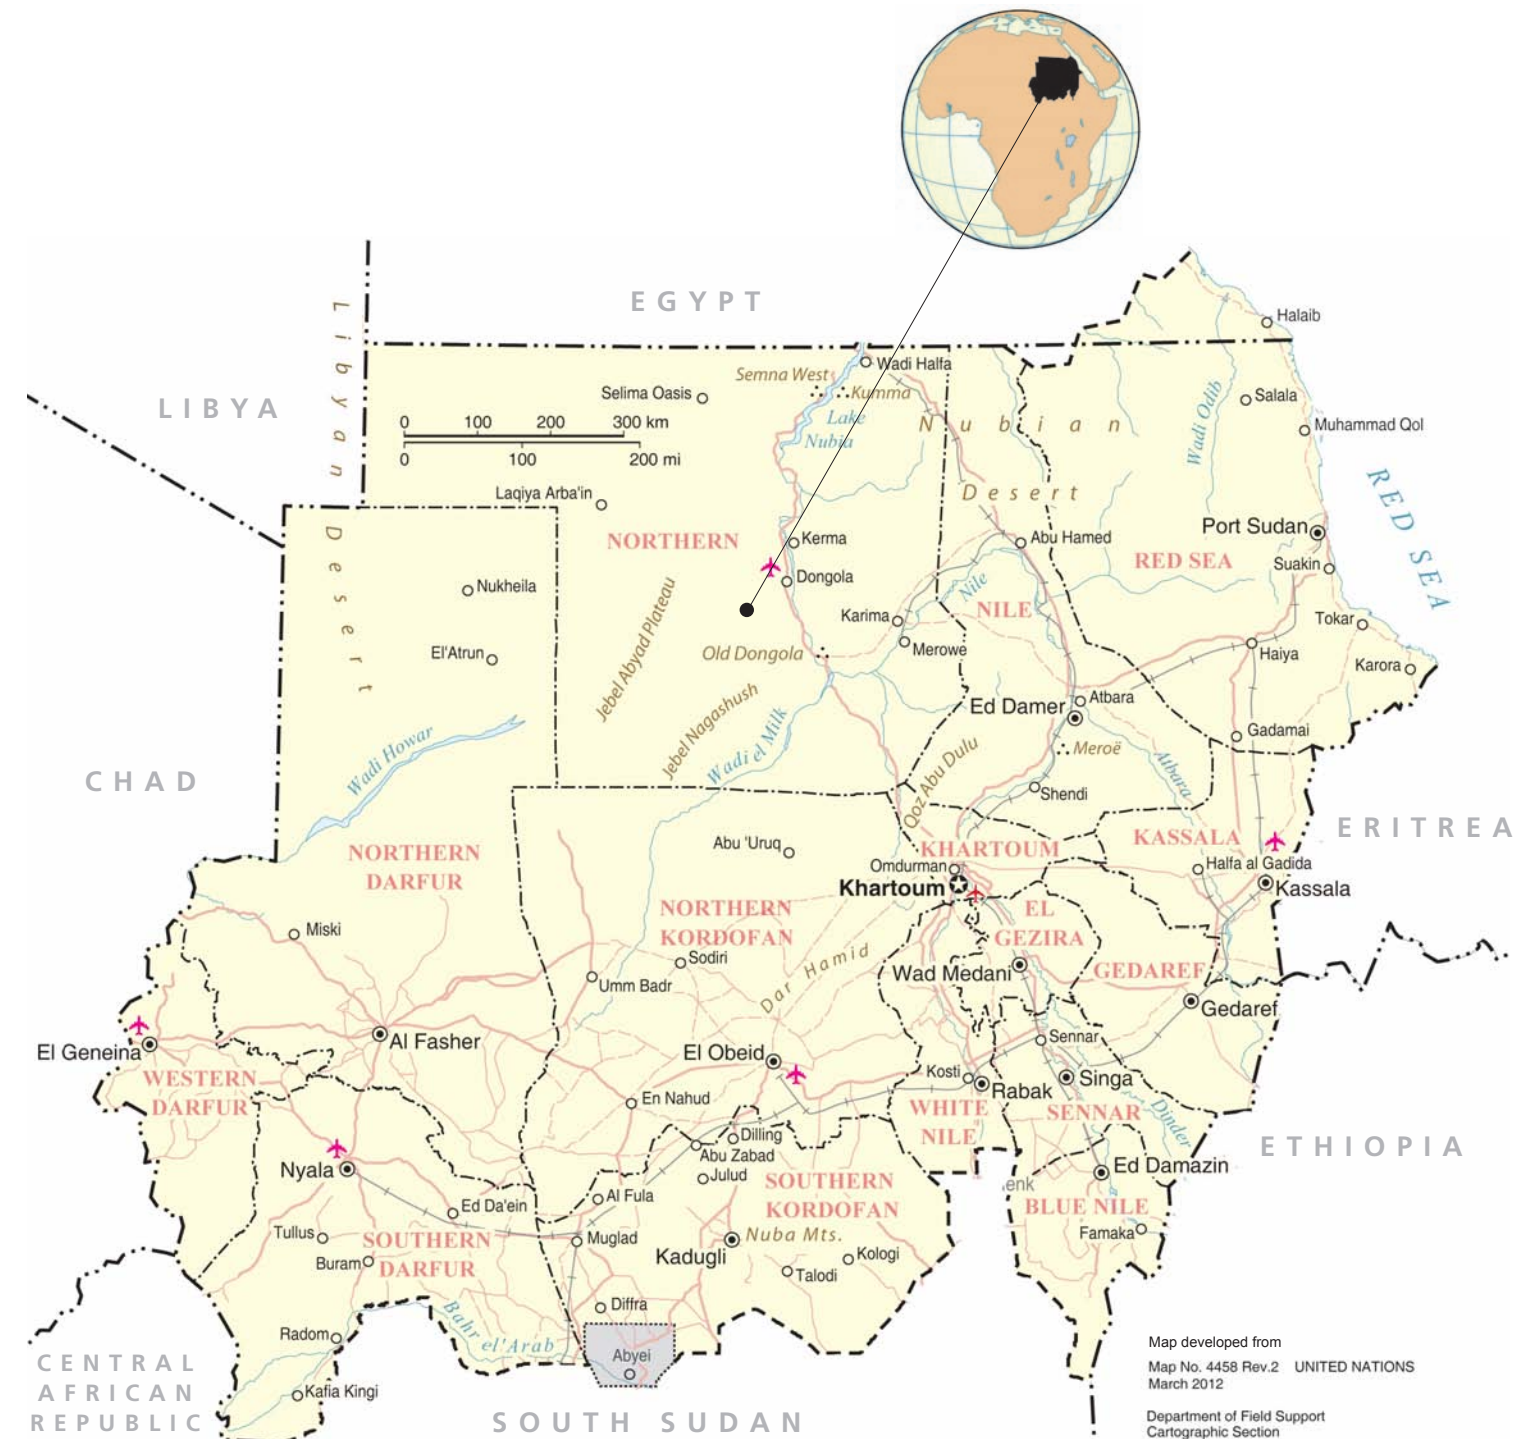 EGYPT
LIBYA
Libyan
Desert
Halaib
Wadi Halfa
Semna West
Kumma
Selima Oasis
Lake
Nubia
0 100 200 300 km
0 100 200 mi
Nubian
Desert
Wadi Odib
Salala
Muhammad Qol
RED SEA
Laqiya Arba'in
NORTHERN
Kerma
Dongola
Abu Hamed
Port Sudan
RED SEA
Suakin
Nukheila
Jebel Abyad Plateau
Nile
NILE
Karima
Merowe
Tokar
Haiya
Karora
El'Atrun
Old Dongola
Jebel Nagashush
Wadi el Milk
Atbara
Ed Damer
Meroë
Gadamai
Wadi Howar
CHAD
Qoz Abu Dulu
Atbara
Shendi
ERITREA
NORTHERN
DARFUR
Abu 'Uruq
KHARTOUM
KASSALA
Omdurman
Khartoum
Halfa al Gadida
Kassala
NORTHERN
KORDOFAN
EL
GEZIRA
Miski
Sodiri
Dar Hamid
Umm Badr
Wad Medani
GEDAREF
Gedaref
El Geneina
Al Fasher
El Obeid
Sennar
WESTERN
DARFUR
En Nahud
Kosti
Rabak
Singa
WHITE
NILE
SENNAR
Dinder
Dilling
Abu Zabad
Julud
ETHIOPIA
Nyala
Ed Da'ein
Al Fula
SOUTHERN
KORDOFAN
enk
Ed Damazin
BLUE NILE
Famaka
Tullus
SOUTHERN
DARFUR
Buram
Muglad
Kadugli
Nuba Mts.
Kologi
Talodi
Diffra
Bahr el'Arab
Radom
Abyei
Kafia Kingi
CENTRAL
AFRICAN
REPUBLIC
SOUTH SUDAN
Map developed from
Map No. 4458 Rev.2 UNITED NATIONS
March 2012
Department of Field Support
Cartographic Section